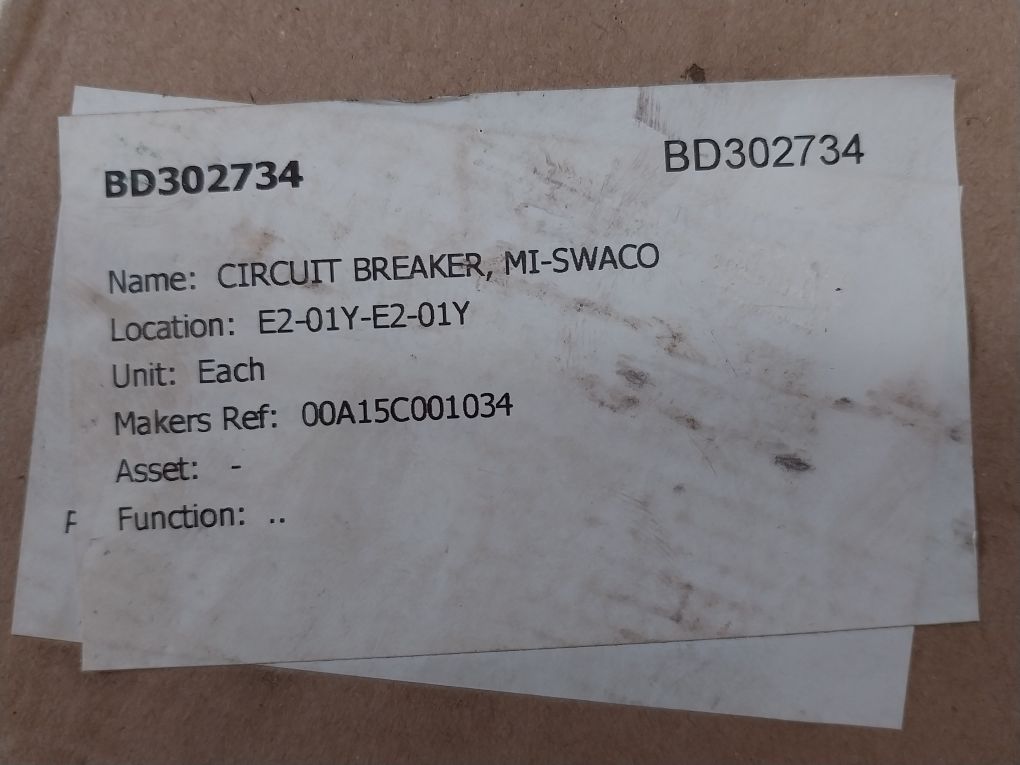 BD302734 BD302734
Name: CIRCUIT BREAKER, MI-SWACO
Location: E2-01Y-E2-01Y
Unit: Each
Makers Ref: 00A15C001034
Asset: -
F Function: ..